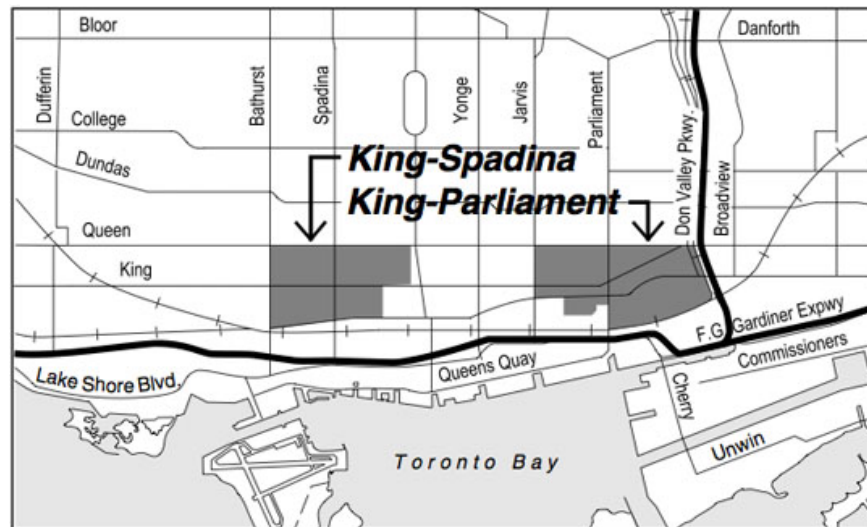 Bloor
Danforth
Dufferin
Bathurst
Spadina
Yonge
Jarvis
Parliament
Don Valley Pkwy.
Broadview
College
Dundas
King-Spadina
King-Parliament
Queen
King
F.G. Gardiner Expwy
Lake Shore Blvd.
Queens Quay
Commissioners
Cherry
Unwin
Toronto Bay